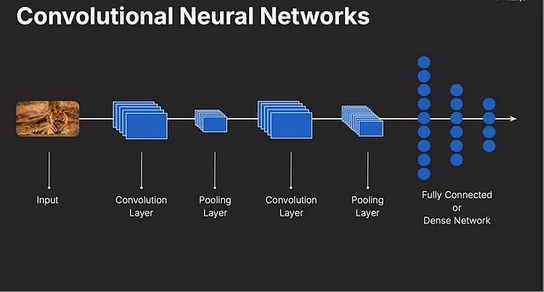 Convolutional Neural Networks
Input
Convolution
Layer
Pooling
Layer
Convolution
Layer
Pooling
Layer
Fully Connected
or
Dense Network